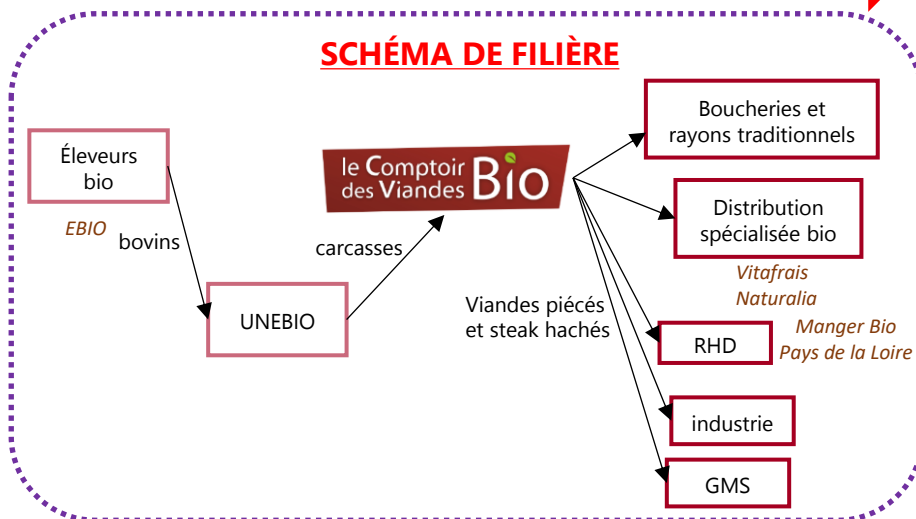 SCHÉMA DE FILIÈRE
Éleveurs
bio
EBIO
bovins
UNEBIO
carcasses
le Comptoir
des Viandes
Bio
Viandes piécés
et steak hachés
Boucheries et
rayons traditionnels
Distribution
spécialisée bio
Vitafrais
Naturalia
RHD
Manger Bio
Pays de la Loire
industrie
GMS